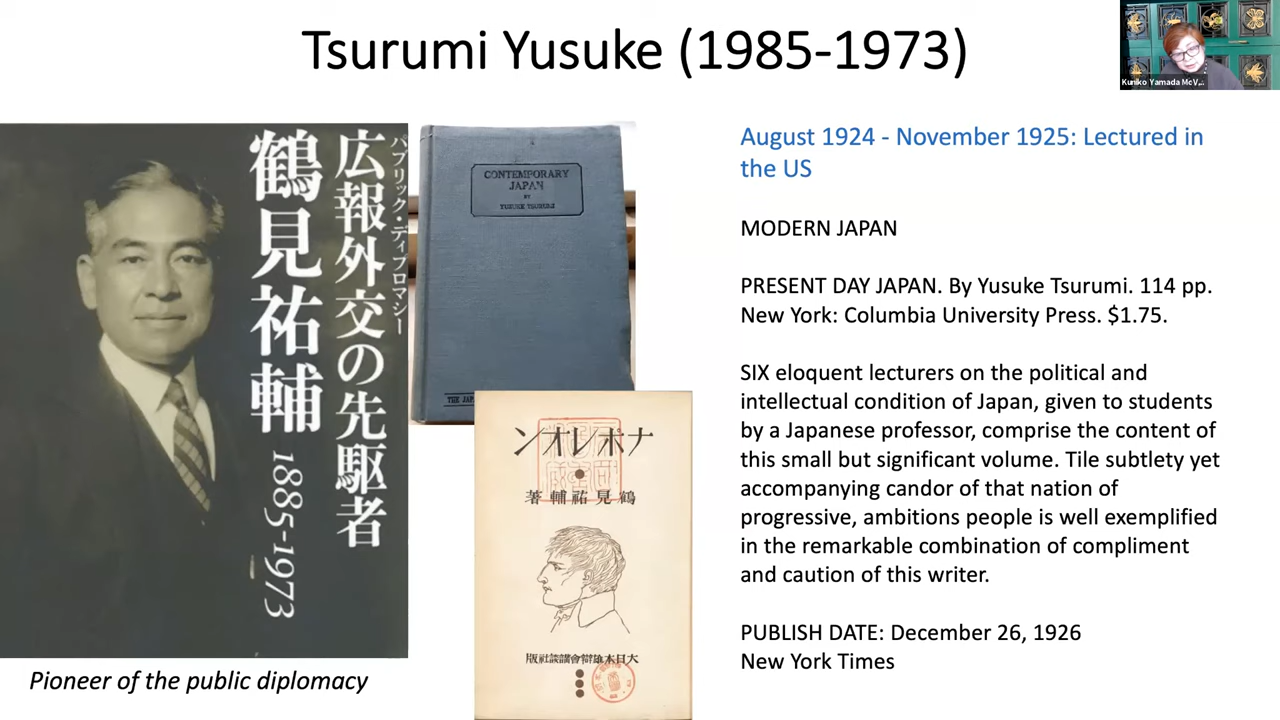 Tsurumi Yusuke (1985-1973)
Kuniko Yamada McV...
パブリック・ディプロマシー
広報外交の先駆者
鶴見祐輔
1885-1973
Pioneer of the public diplomacy
CONTEMPORARY
JAPAN
BY
YUSUKE TSURUMI
THE JAP
ンオレポナ
著輔祐見鶴
版社談講會辯雄本日大
August 1924 - November 1925: Lectured in
the US
MODERN JAPAN
PRESENT DAY JAPAN. By Yusuke Tsurumi. 114 pp.
New York: Columbia University Press. $1.75.
SIX eloquent lecturers on the political and
intellectual condition of Japan, given to students
by a Japanese professor, comprise the content of
this small but significant volume. Tile subtlety yet
accompanying candor of that nation of
progressive, ambitions people is well exemplified
in the remarkable combination of compliment
and caution of this writer.
PUBLISH DATE: December 26, 1926
New York Times